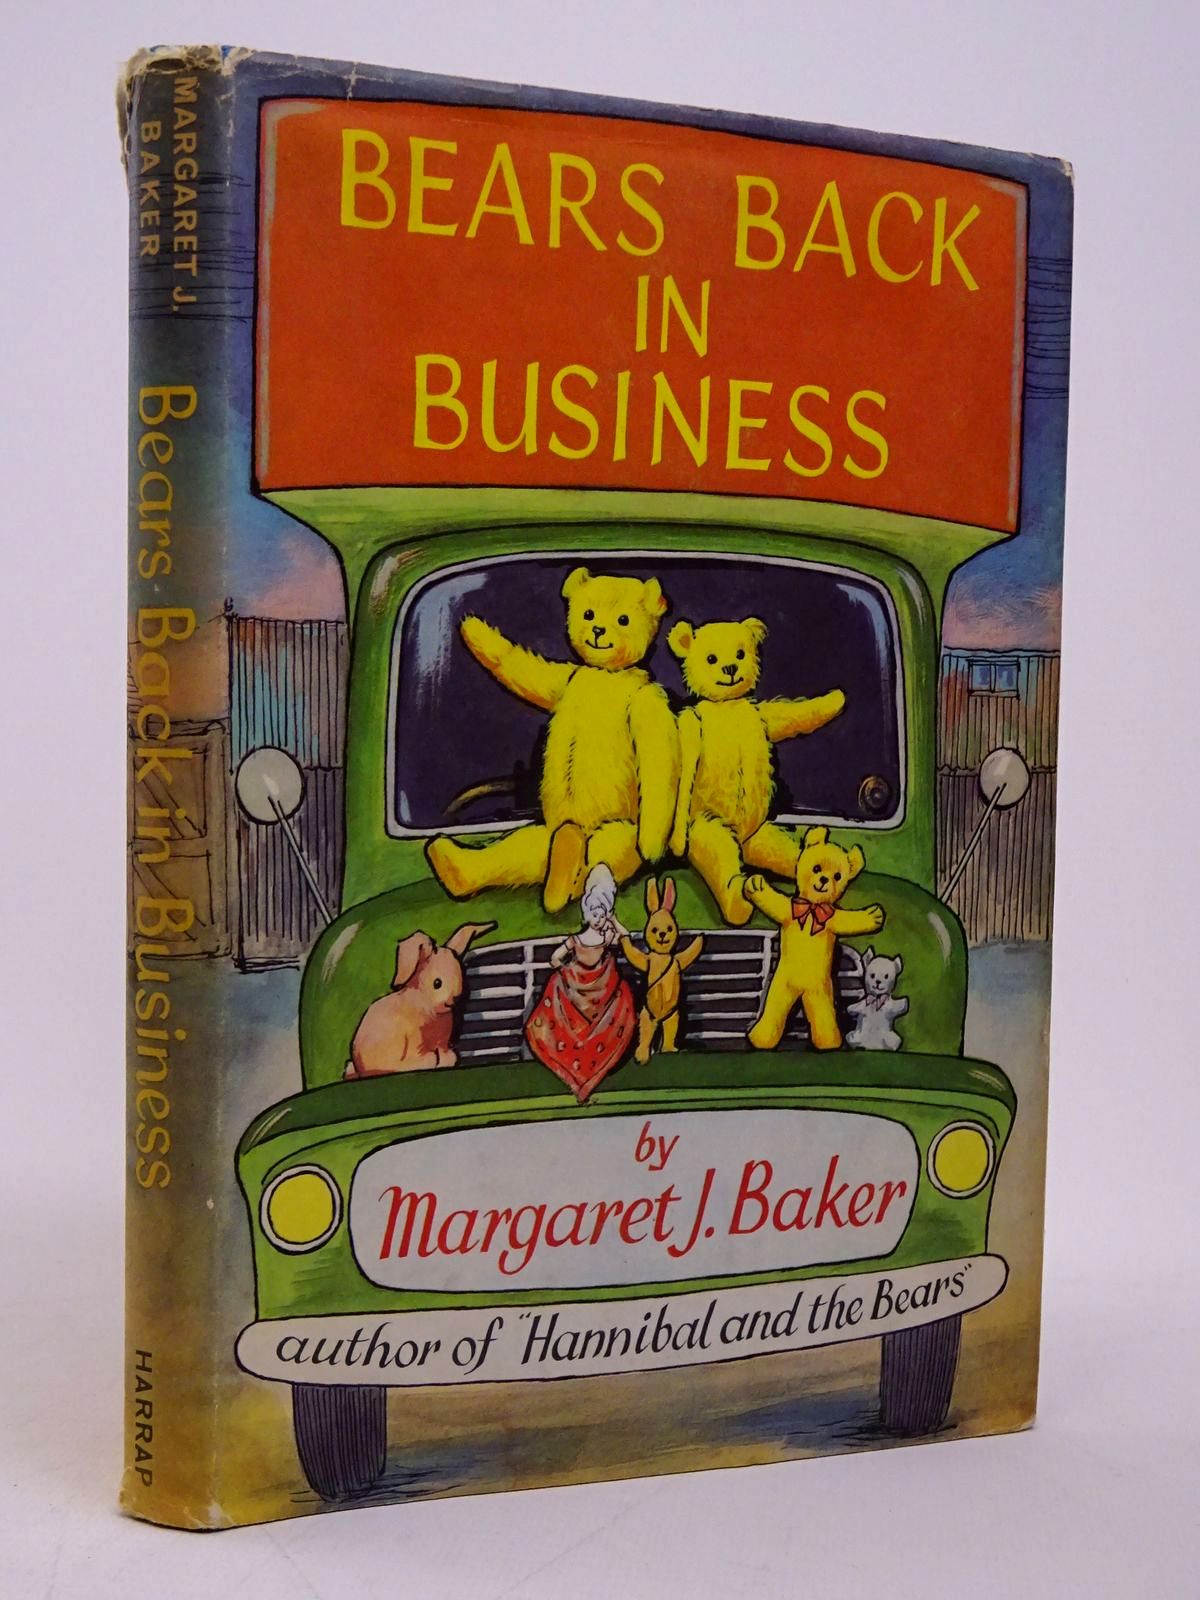 MARGARET J.
BAKER
Bears Back in Business
HARRAP
BEARS BACK
IN
BUSINESS
by
Margaret J. Baker
author of "Hannibal and the Bears"